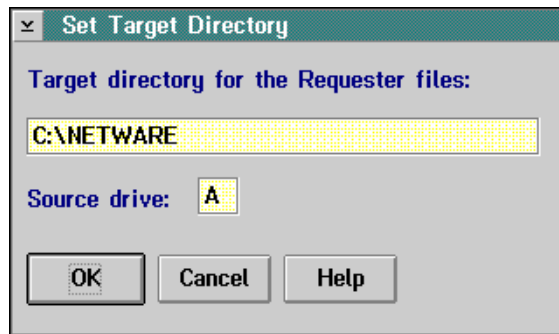 Set Target Directory
Target directory for the Requester files:
C:\NETWARE
Source drive: A
OK Cancel Help